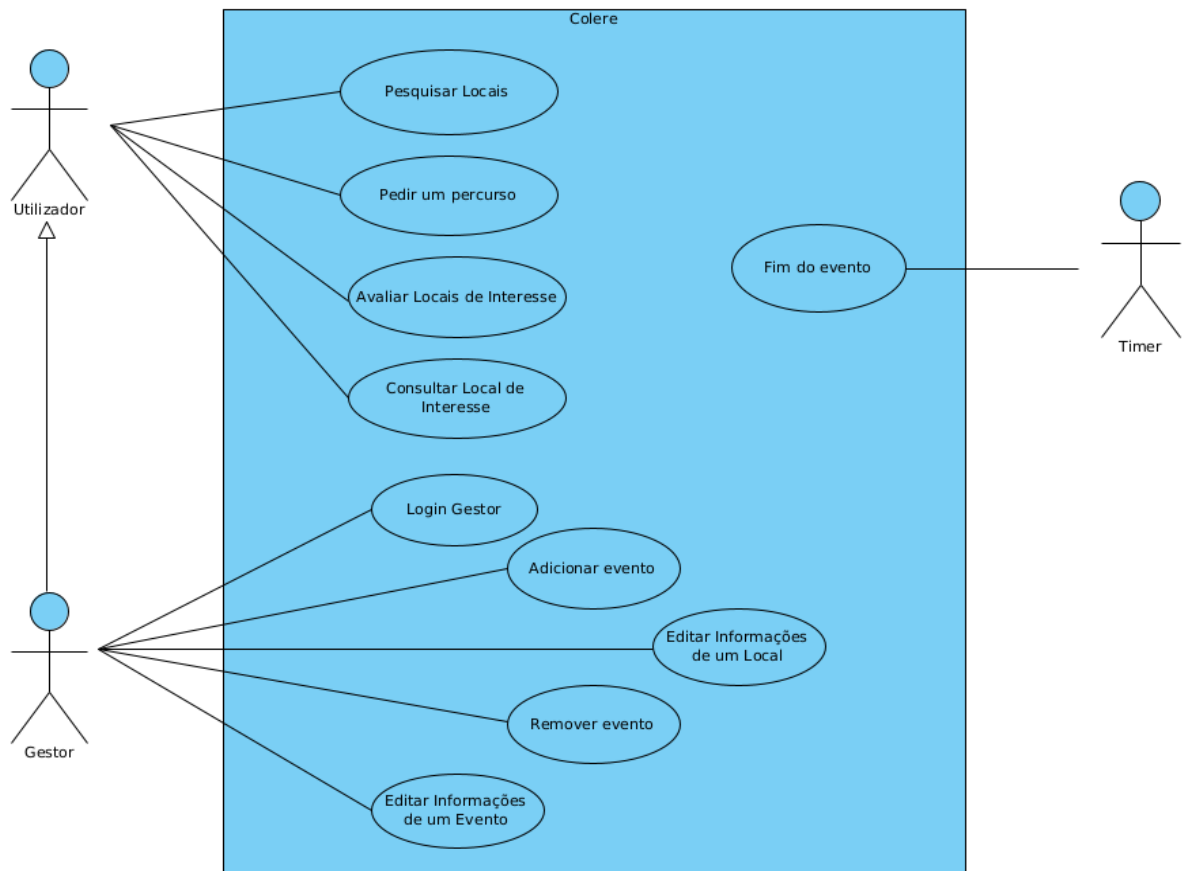 Colere
Pesquisar Locais
Pedir um percurso
Utilizador
Fim do evento
Avaliar Locais de Interesse
Timer
Consultar Local de
Interesse
Login Gestor
Adicionar evento
Editar Informações
de um Local
Remover evento
Gestor
Editar Informações
de um Evento